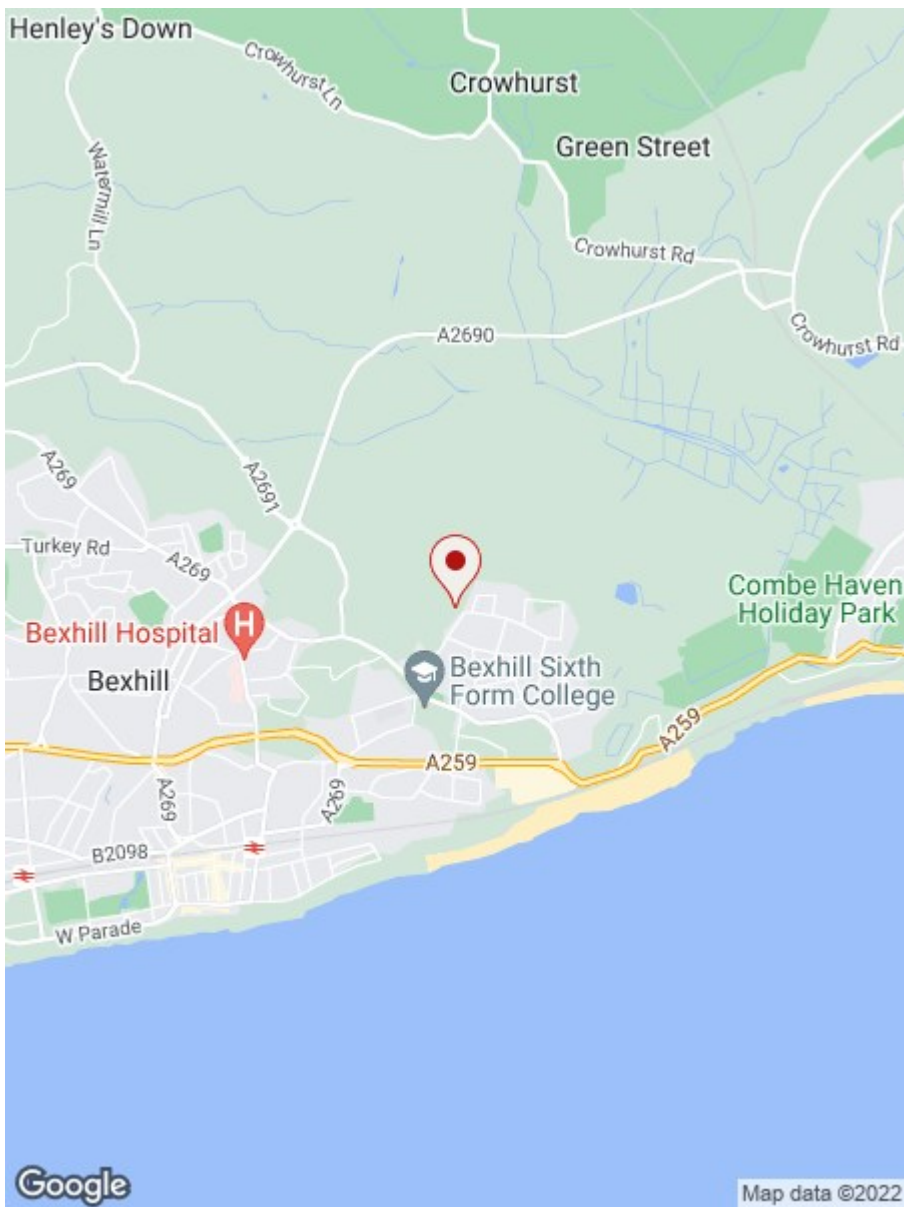 Henley's Down
Crowhurst Ln
Crowhurst
Green Street
Watermill Ln
Crowhurst Rd
A2690
Crowhurst Rd
A269
A2691
Turkey Rd
A269
Combe Haven
Holiday Park
Bexhill Hospital
H
Bexhill
Bexhill Sixth
Form College
A259
A259
A269
A269
B2098
W Parade
Google
Map data ©2022